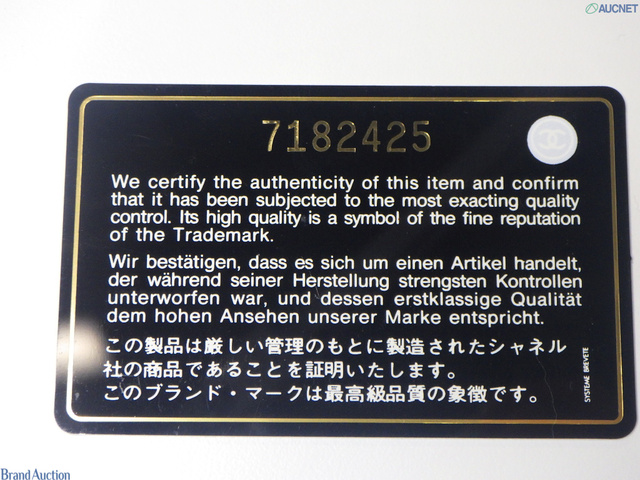 AUCNET
7182425
We certify the authenticity of this item and confirm
that it has been subjected to the most exacting quality
control. Its high quality is a symbol of the fine reputation
of the Trademark.
Wir bestätigen, dass es sich um einen Artikel handelt,
der während seiner Herstellung strengsten Kontrollen
unterworfen war, und dessen erstklassige Qualität
dem hohen Ansehen unserer Marke entspricht.
この製品は厳しい管理のもとに製造されたシャネル
社の商品であることを証明いたします。
このブランド・マークは最高級品質の象徴です。
SYSTEME BREVETE
Brand Auction